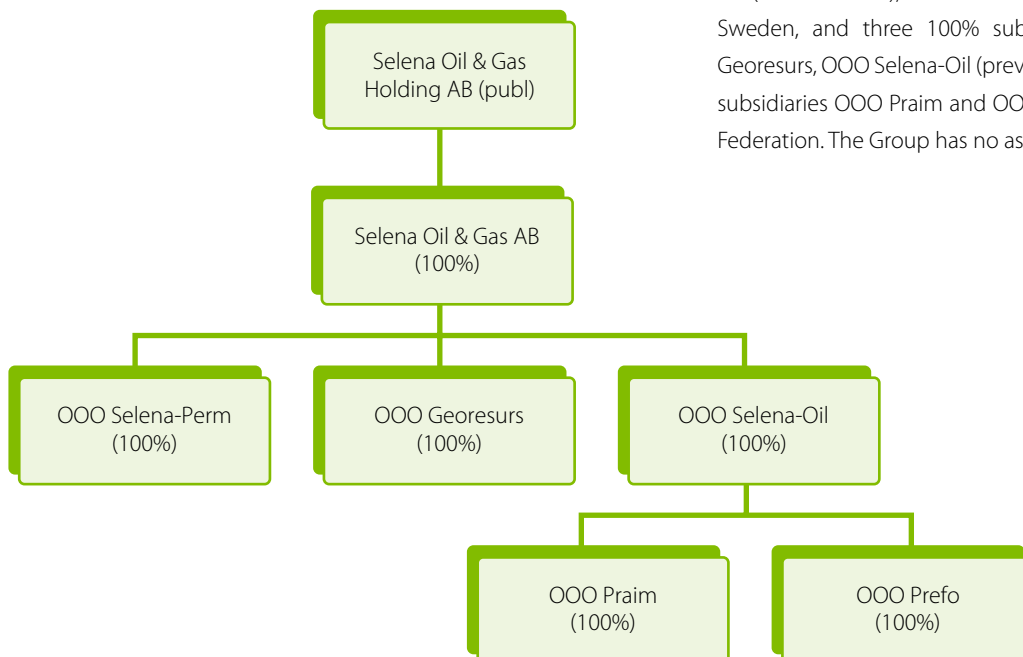 Selena Oil & Gas
Holding AB (publ)
Sweden, and three 100% sub
Georesurs, OOO Selena-Oil (prev
subsidiaries OOO Praim and OO
Federation. The Group has no as
Selena Oil & Gas AB
(100%)
OOO Selena-Perm
(100%)
OOO Georesurs
(100%)
OOO Selena-Oil
(100%)
OOO Praim
(100%)
OOO Prefo
(100%)